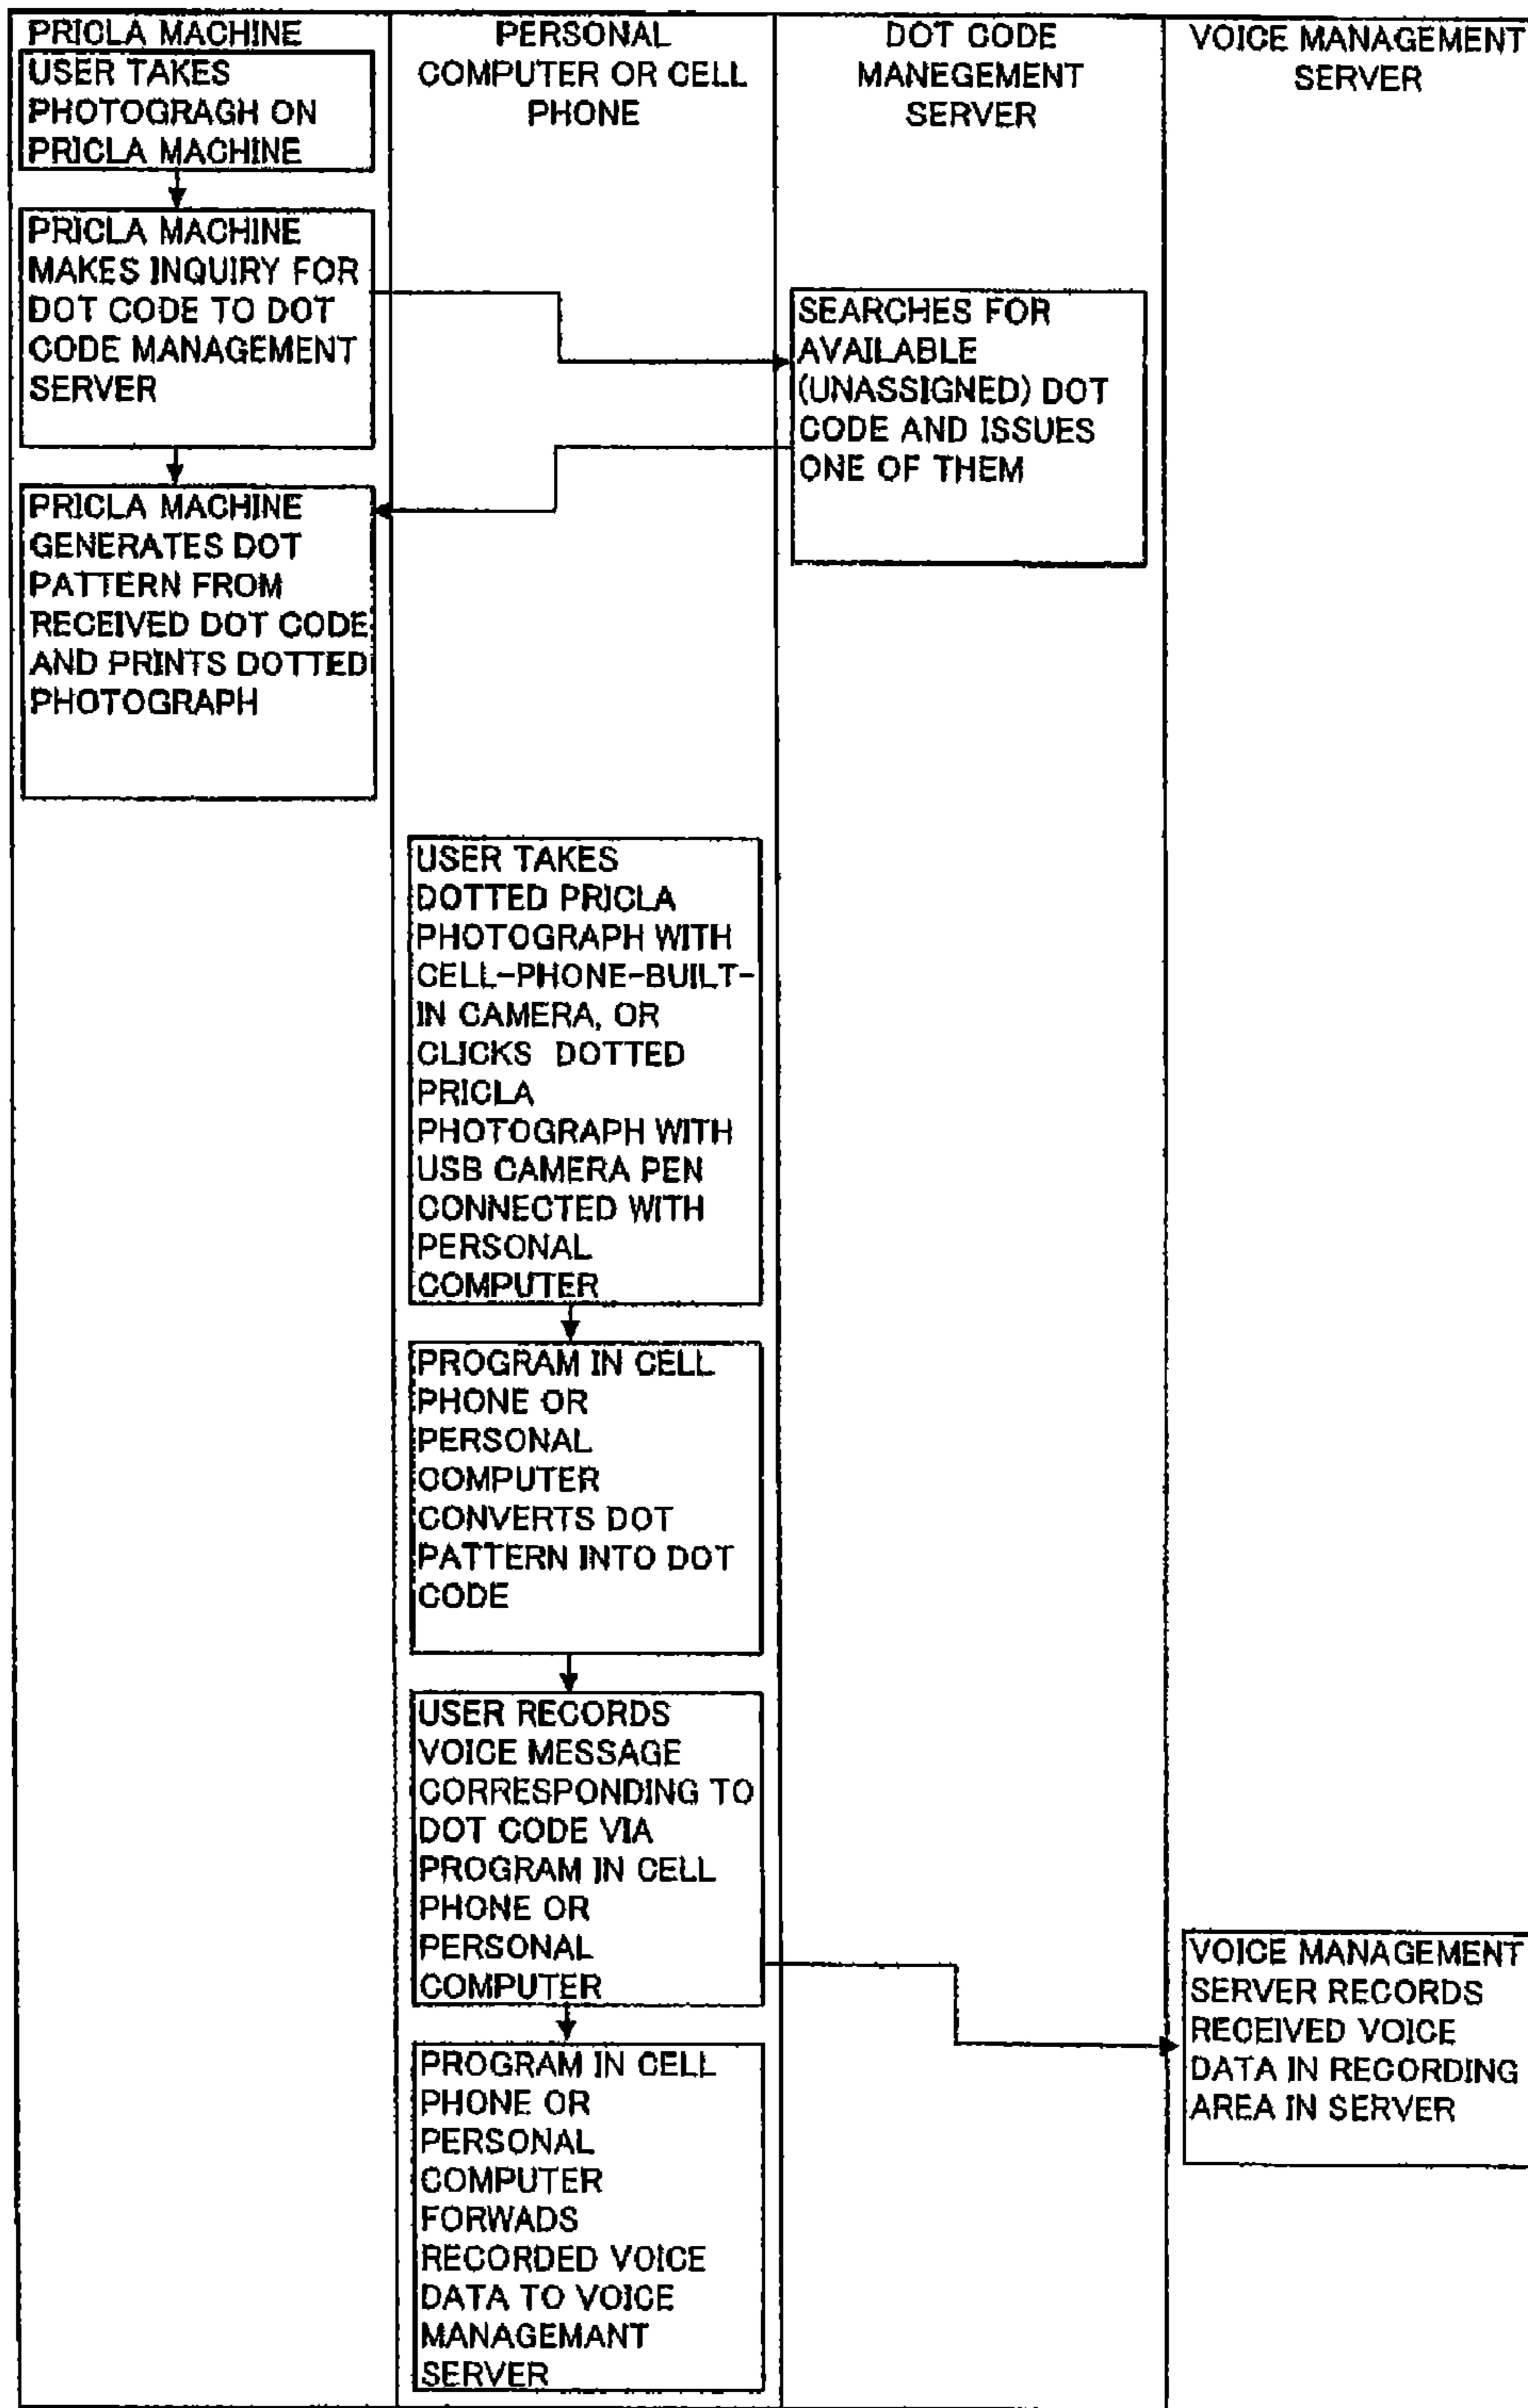 PRICLA MACHINE
USER TAKES
PHOTOGRAGH ON
PRICLA MACHINE
PRICLA MACHINE
MAKES INQUIRY FOR
DOT CODE TO DOT
CODE MANAGEMENT
SERVER
PRICLA MACHINE
GENERATES DOT
PATTERN FROM
RECEIVED DOT CODE
AND PRINTS DOTTED
PHOTOGRAPH
PERSONAL
COMPUTER OR CELL
PHONE
USER TAKES
DOTTED PRICLA
PHOTOGRAPH WITH
CELL-PHONE-BUILT-
IN CAMERA, OR
CLICKS DOTTED
PRICLA
PHOTOGRAPH WITH
USB CAMERA PEN
CONNECTED WITH
PERSONAL
COMPUTER
PROGRAM IN CELL
PHONE OR
PERSONAL
COMPUTER
CONVERTS DOT
PATTERN INTO DOT
CODE
USER RECORDS
VOICE MESSAGE
CORRESPONDING TO
DOT CODE VIA
PROGRAM IN CELL
PHONE OR
PERSONAL
COMPUTER
PROGRAM IN CELL
PHONE OR
PERSONAL
COMPUTER
FORWADS
RECORDED VOICE
DATA TO VOICE
MANAGEMANT
SERVER
DOT CODE
MANEGEMENT
SERVER
SEARCHES FOR
AVAILABLE
(UNASSIGNED) DOT
CODE AND ISSUES
ONE OF THEM
VOICE MANAGEMENT
SERVER
VOICE MANAGEMENT
SERVER RECORDS
RECEIVED VOICE
DATA IN RECORDING
AREA IN SERVER